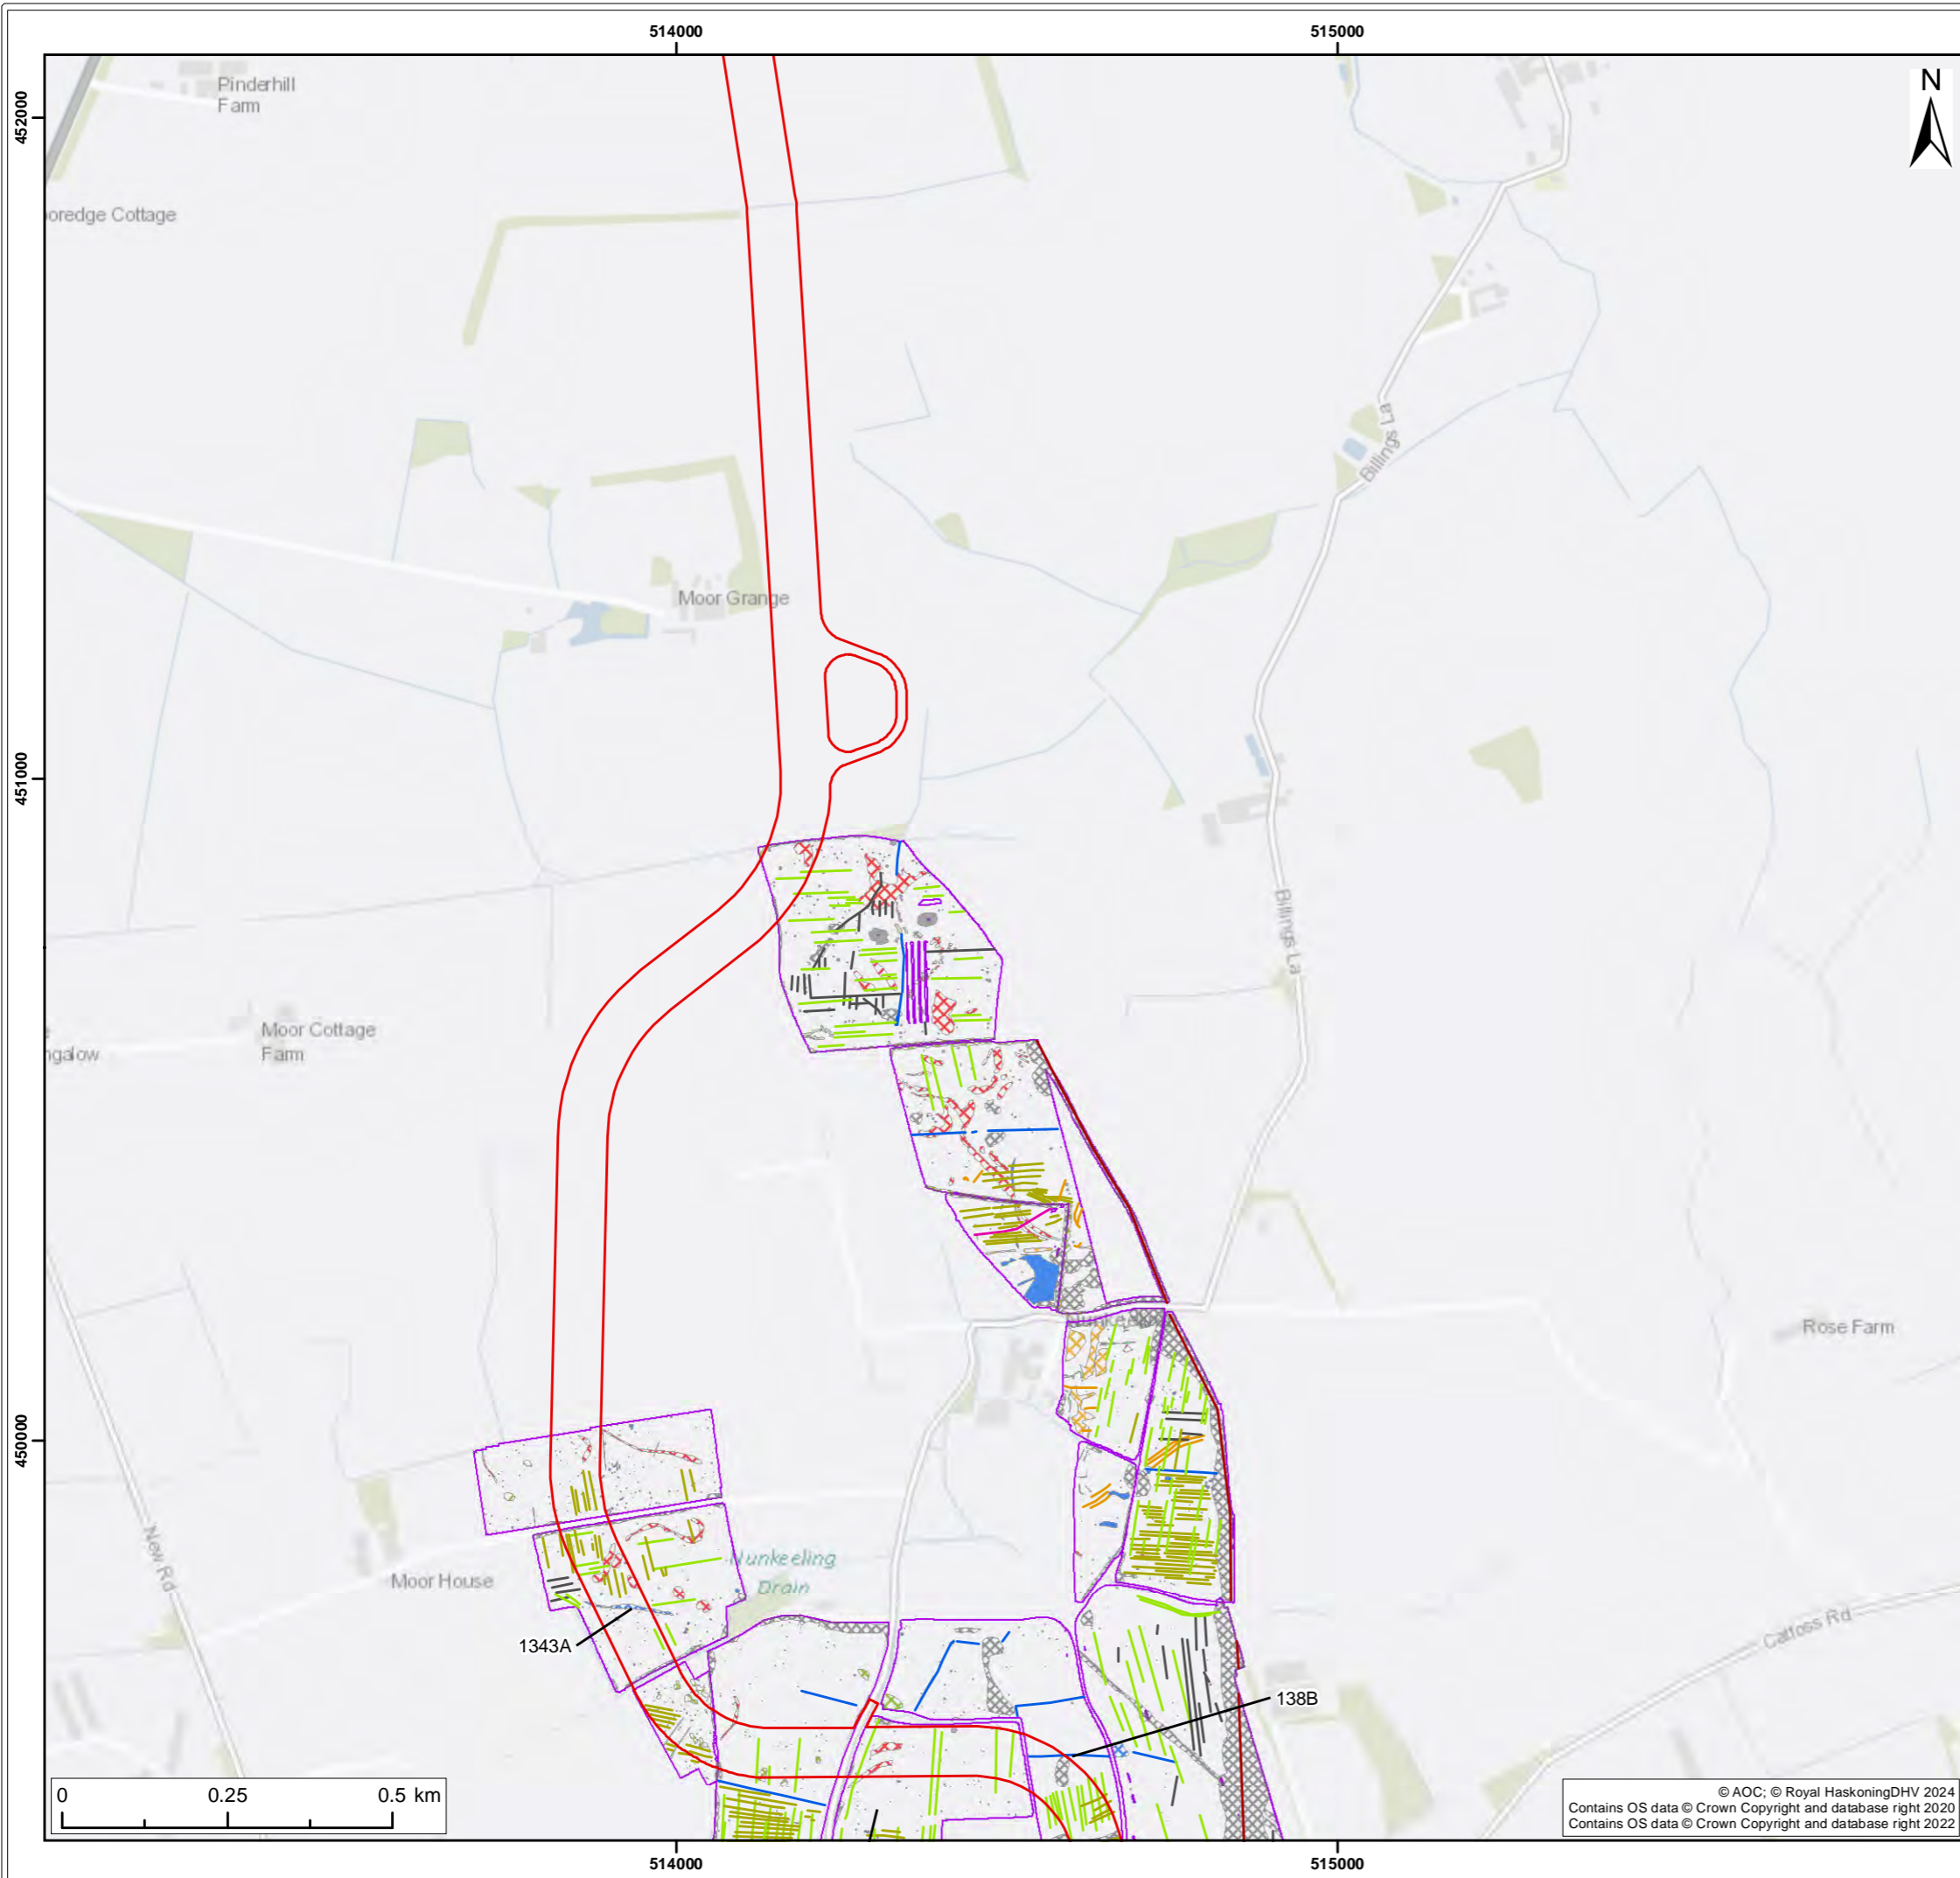 514000
515000
452000
451000
450000
N
Pinderhill
Farm
oredge Cottage
Billings La
Moor Grange
Billings La
Moor Cottage
Farm
ngalow
Rose Farm
New Rd
Moor House
Nunkeeling
Drain
Catfoss Rd
1343A
138B
0 0.25 0.5 km
© AOC; © Royal HaskoningDHV 2024
Contains OS data © Crown Copyright and database right 2020
Contains OS data © Crown Copyright and database right 2022
514000
515000